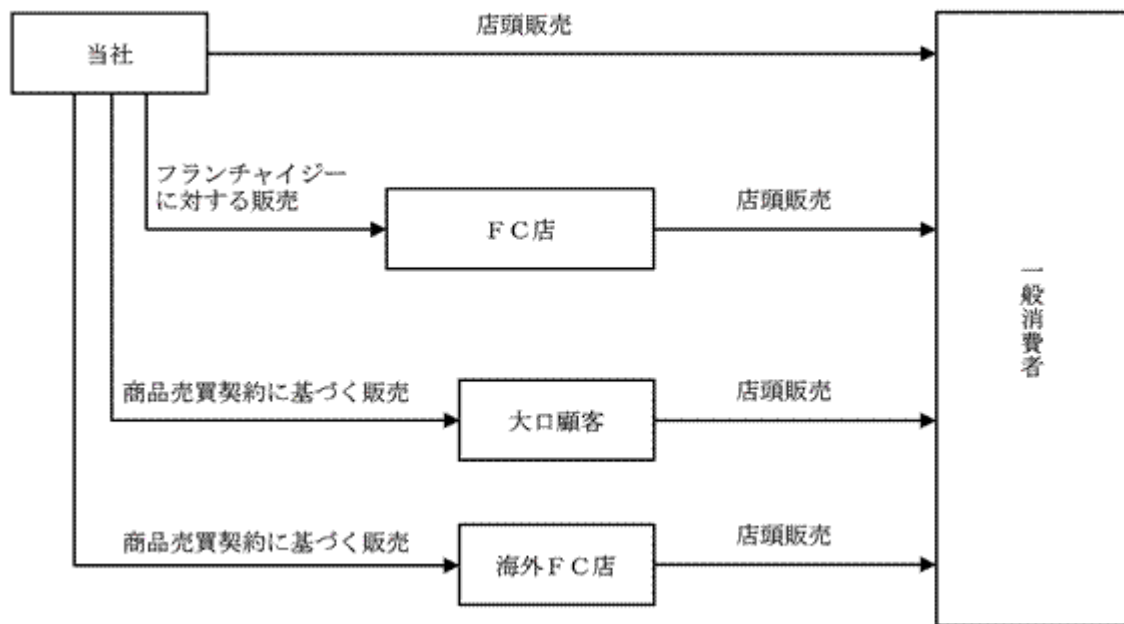 店頭販売
当社
フランチャイジー
に対する販売
店頭販売
ＦＣ店
一般消費者
商品売買契約に基づく販売
店頭販売
大口顧客
商品売買契約に基づく販売
店頭販売
海外ＦＣ店